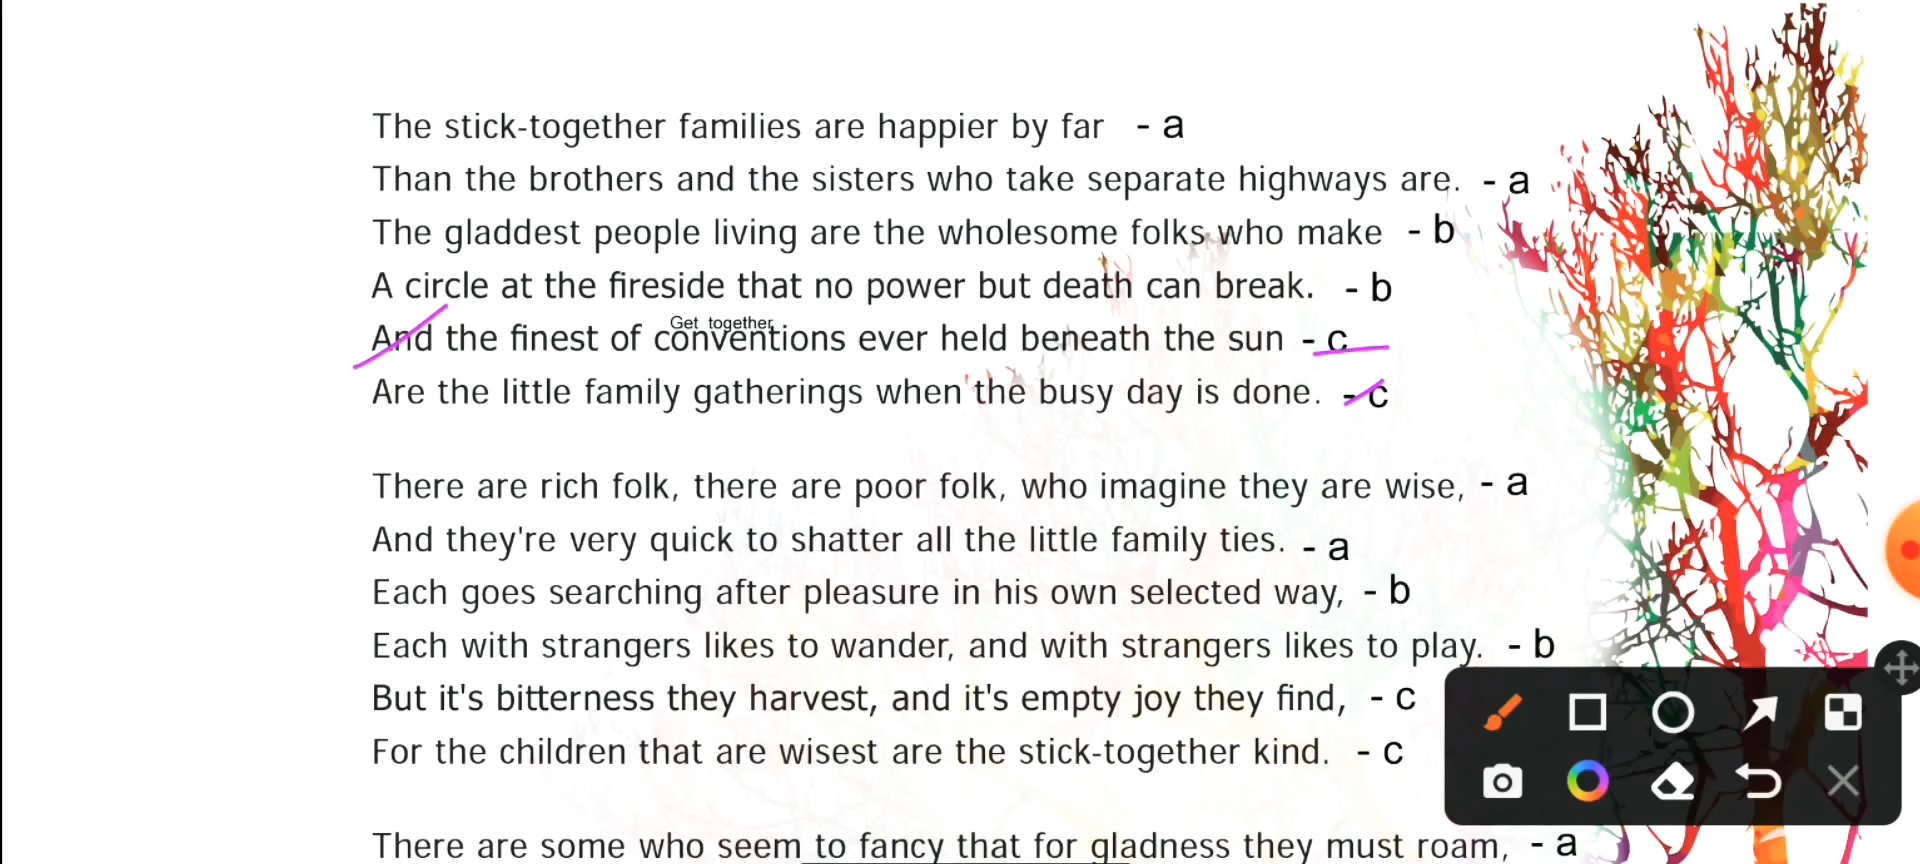 The stick-together families are happier by far - a
Than the brothers and the sisters who take separate highways are. - a
The gladdest people living are the wholesome folks who make - b
A circle at the fireside that no power but death can break. - b
Get together
And the finest of conventions ever held beneath the sun - c
Are the little family gatherings when the busy day is done. - c
There are rich folk, there are poor folk, who imagine they are wise, - a
And they're very quick to shatter all the little family ties. - a
Each goes searching after pleasure in his own selected way, - b
Each with strangers likes to wander, and with strangers likes to play. - b
But it's bitterness they harvest, and it's empty joy they find, - c
For the children that are wisest are the stick-together kind. - c
There are some who seem to fancy that for gladness they must roam, - a